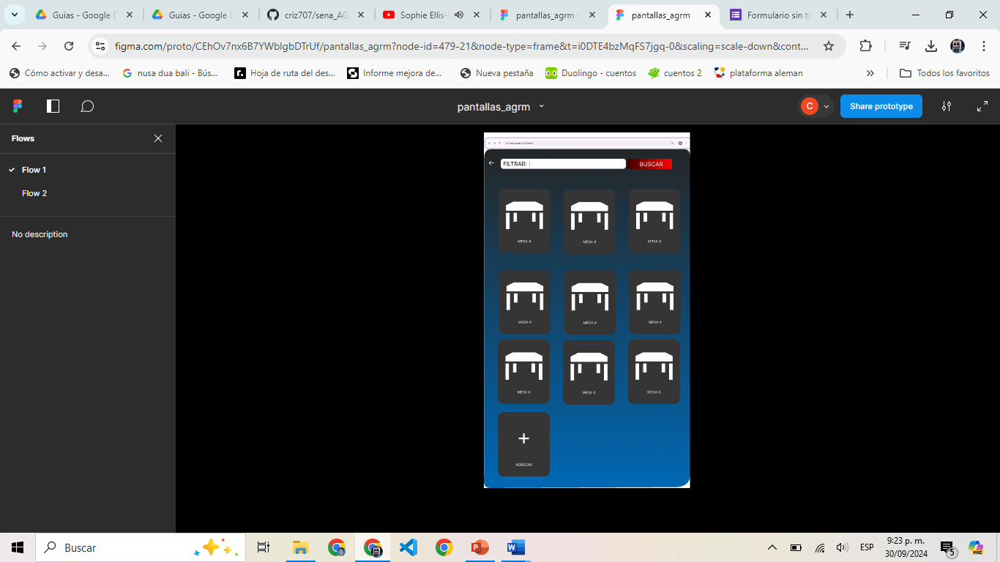 Guias - Google D
Guias - Google D
criz707/sena_AG
Sophie Ellis-B
pantallas_agrm -
pantallas_agrm
Formulario sin tí
figma.com/proto/CEhOv7nx6B7YWblgbDTrUf/pantallas_agrm?node-id=479-21&node-type=frame&t=i0DTE4bzMqFS7jgq-0&scaling=scale-down&cont...
Cómo activar y desa...
nusa dua bali - Bús...
Hoja de ruta del des...
Informe mejora de...
Nueva pestaña
Duolingo - cuentos
cuentos 2
plataforma aleman
Todos los favoritos
pantallas_agrm
C
Share prototype
Flows
Flow 1
Flow 2
No description
FILTRAR:
BUSCAR
MESA #
MESA #
MESA #
MESA #
MESA #
MESA #
MESA #
MESA #
MESA #
+
AGREGAR
Buscar
ESP
9:23 p. m.
30/09/2024
5
PRE